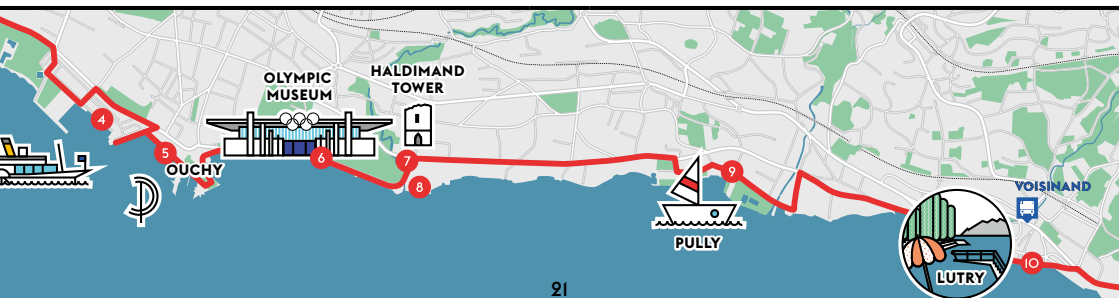 OLYMPIC
MUSEUM
HALDIMAND
TOWER
4
5
OUCHY
6
7
8
9
PULLY
VOISINAND
LUTRY
10
21